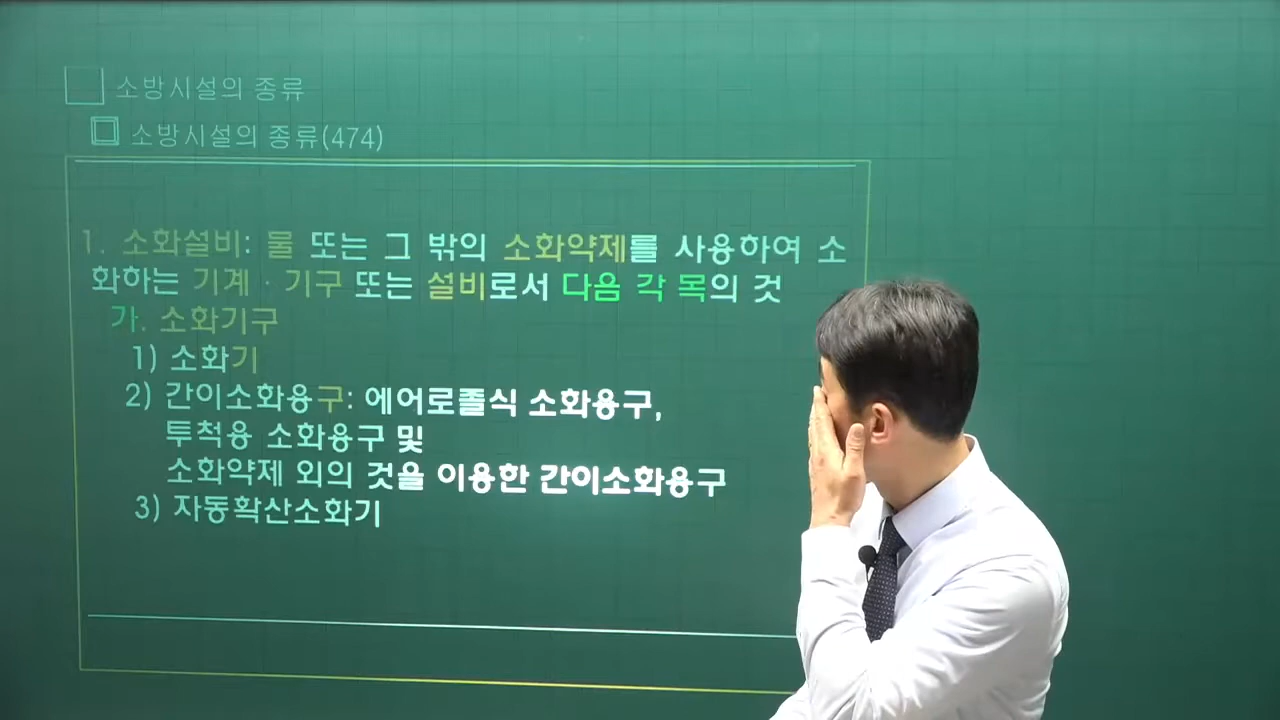 소방시설의 종류
소방시설의 종류(474)
1. 소화설비: 물 또는 그 밖의 소화약제를 사용하여 소
화하는 기계 · 기구 또는 설비로서 다음 각 목의 것
가. 소화기구
1) 소화기
2) 간이소화용구: 에어로졸식 소화용구,
투척용 소화용구 및
소화약제 외의 것을 이용한 간이소화용구
3) 자동확산소화기